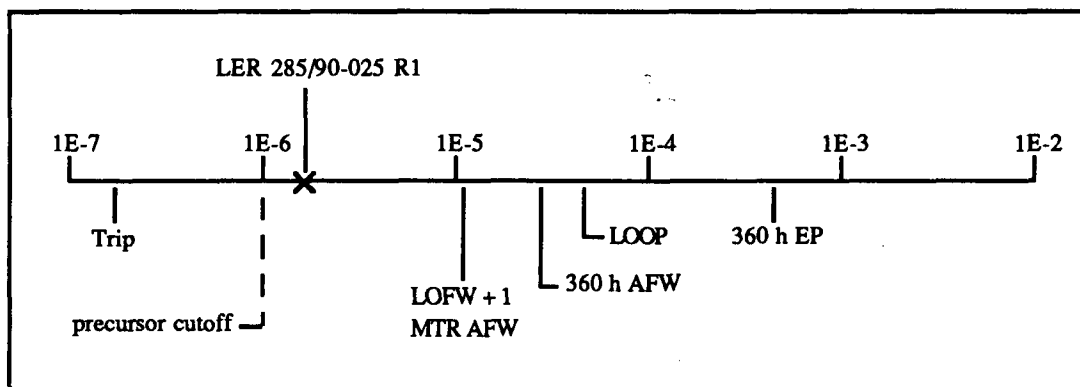 LER 285/90-025 R1
1E-7 1E-6 1E-5 1E-4 1E-3 1E-2
Trip
LOOP
360 h EP
360 h AFW
LOFW + 1
MTR AFW
precursor cutoff